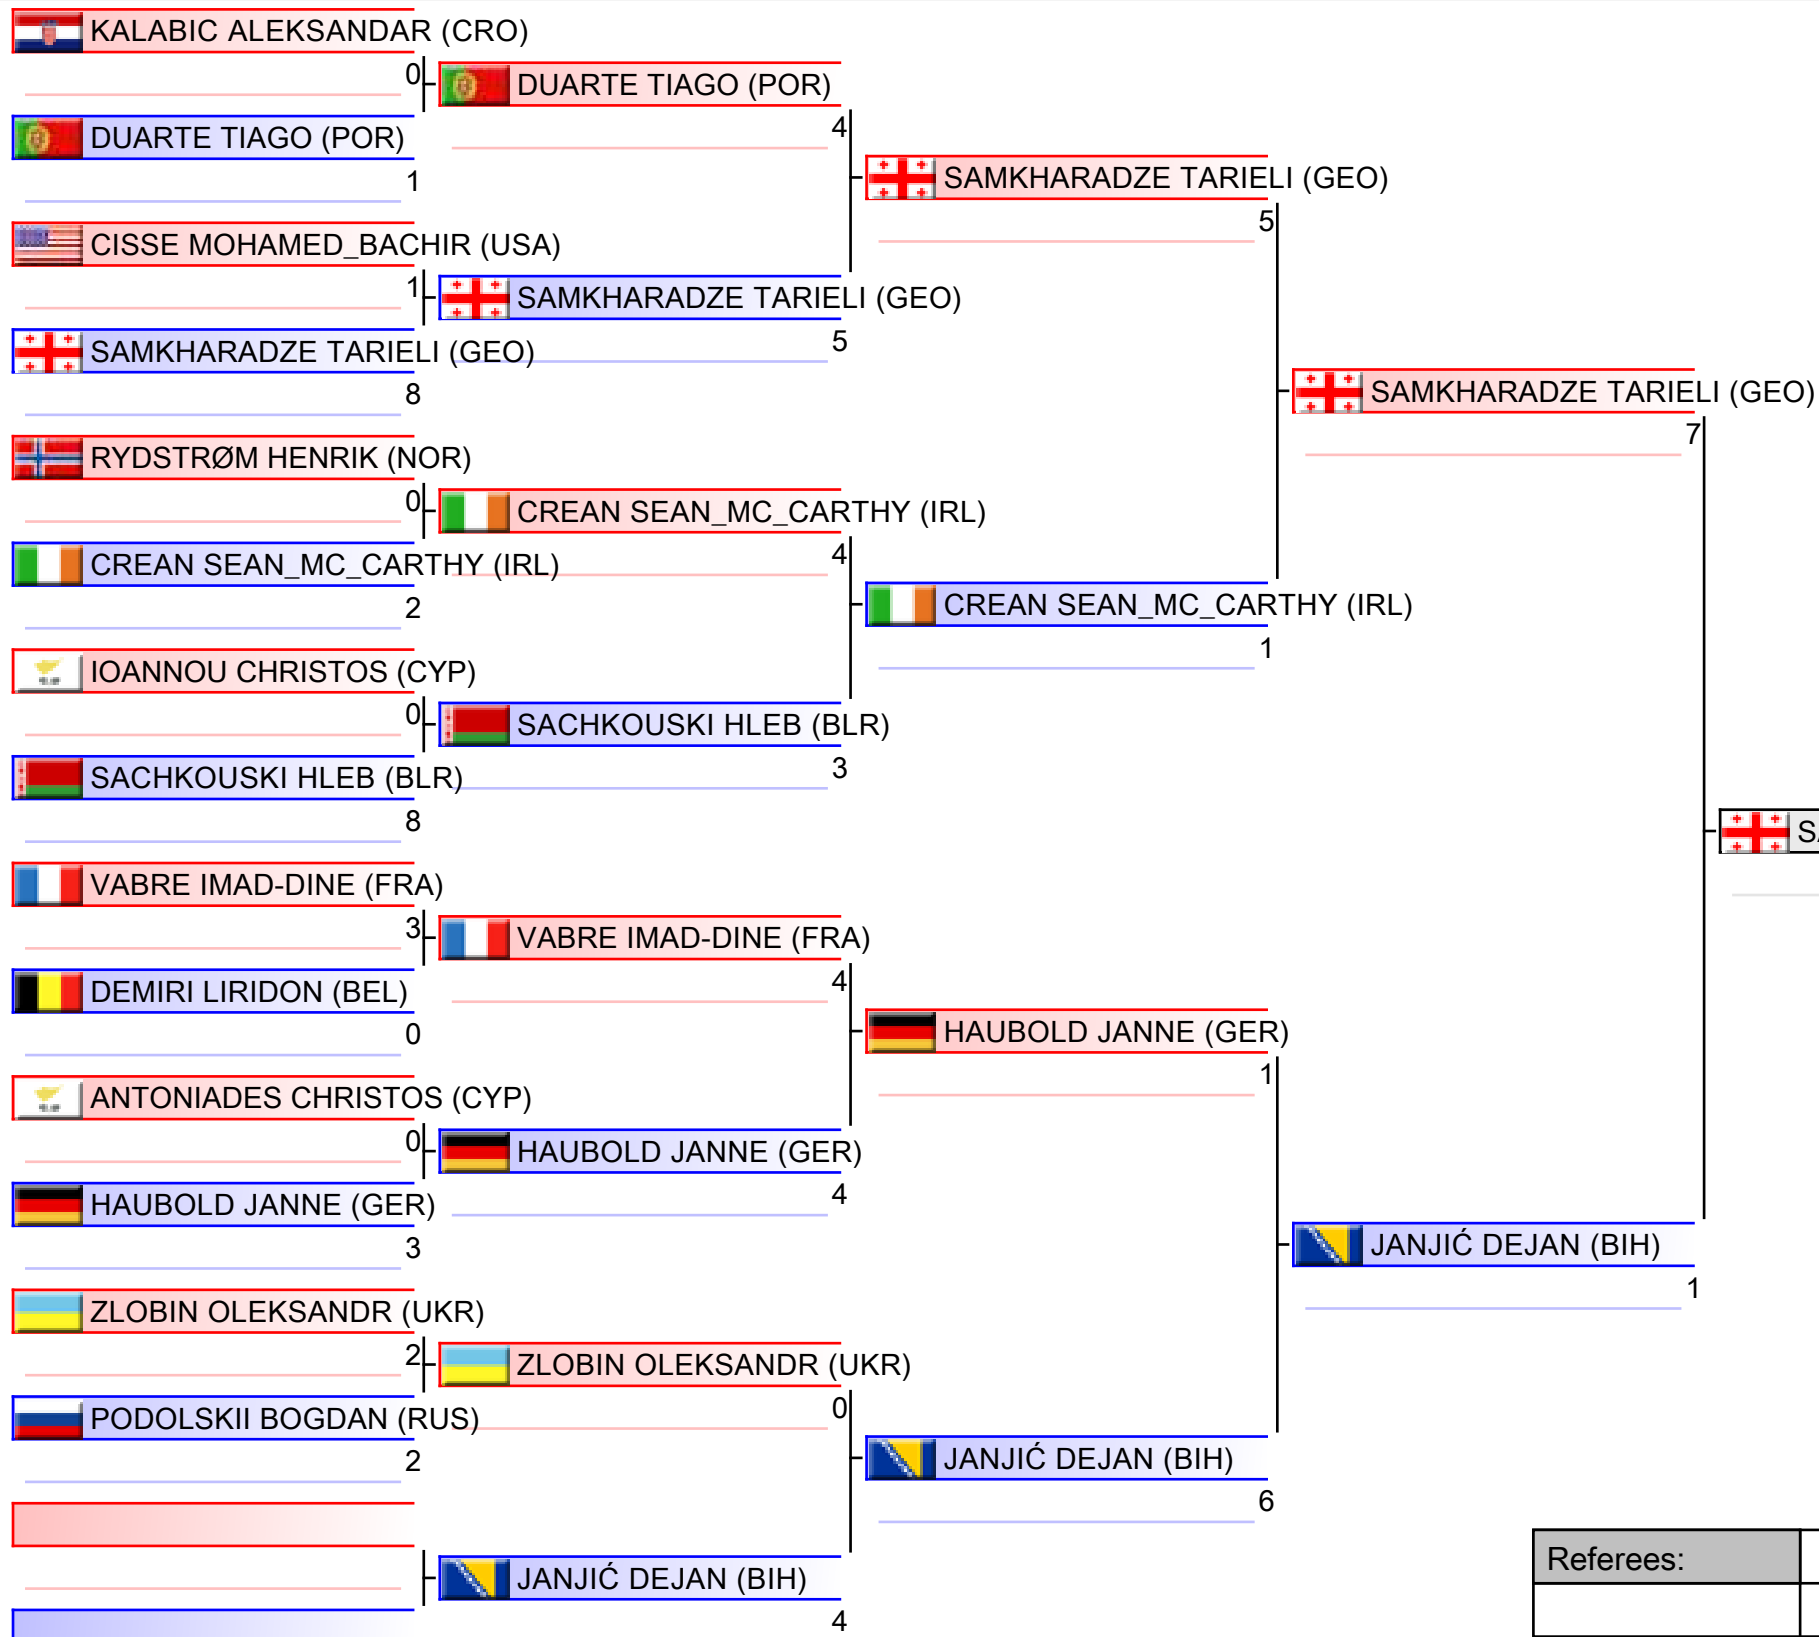 KALABIC ALEKSANDAR (CRO)
0
DUARTE TIAGO (POR)
1
CISSE MOHAMED_BACHIR (USA)
1
SAMKHARADZE TARIELI (GEO)
8
RYDSTRØM HENRIK (NOR)
0
CREAN SEAN_MC_CARTHY (IRL)
2
IOANNOU CHRISTOS (CYP)
0
SACHKOUSKI HLEB (BLR)
8
VABRE IMAD-DINE (FRA)
3
DEMIRI LIRIDON (BEL)
0
ANTONIADES CHRISTOS (CYP)
0
HAUBOLD JANNE (GER)
3
ZLOBIN OLEKSANDR (UKR)
2
PODOLSKII BOGDAN (RUS)
2
DUARTE TIAGO (POR)
4
SAMKHARADZE TARIELI (GEO)
5
CREAN SEAN_MC_CARTHY (IRL)
4
SACHKOUSKI HLEB (BLR)
3
VABRE IMAD-DINE (FRA)
4
HAUBOLD JANNE (GER)
4
ZLOBIN OLEKSANDR (UKR)
0
JANJIĆ DEJAN (BIH)
4
SAMKHARADZE TARIELI (GEO)
5
CREAN SEAN_MC_CARTHY (IRL)
1
HAUBOLD JANNE (GER)
1
JANJIĆ DEJAN (BIH)
6
SAMKHARADZE TARIELI (GEO)
7
JANJIĆ DEJAN (BIH)
1
Referees: